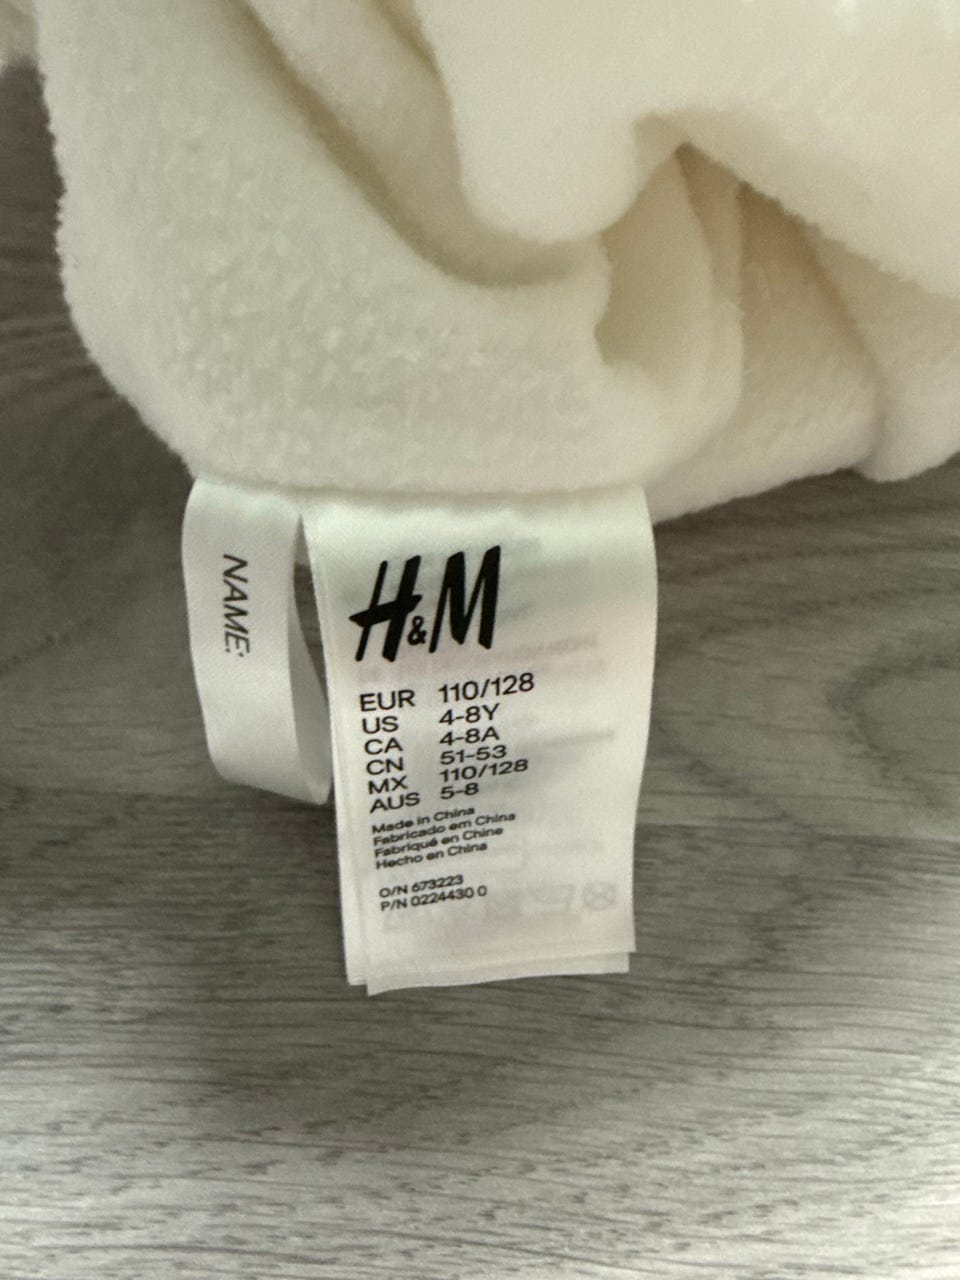 NAME:
H&M
EUR 110/128
US 4-8Y
CA 4-8A
CN 51-53
MX 110/128
AUS 5-8
Made in China
Fabricado em China
Fabriqué en Chine
Hecho en China
O/N 673223
P/N 0224430 0